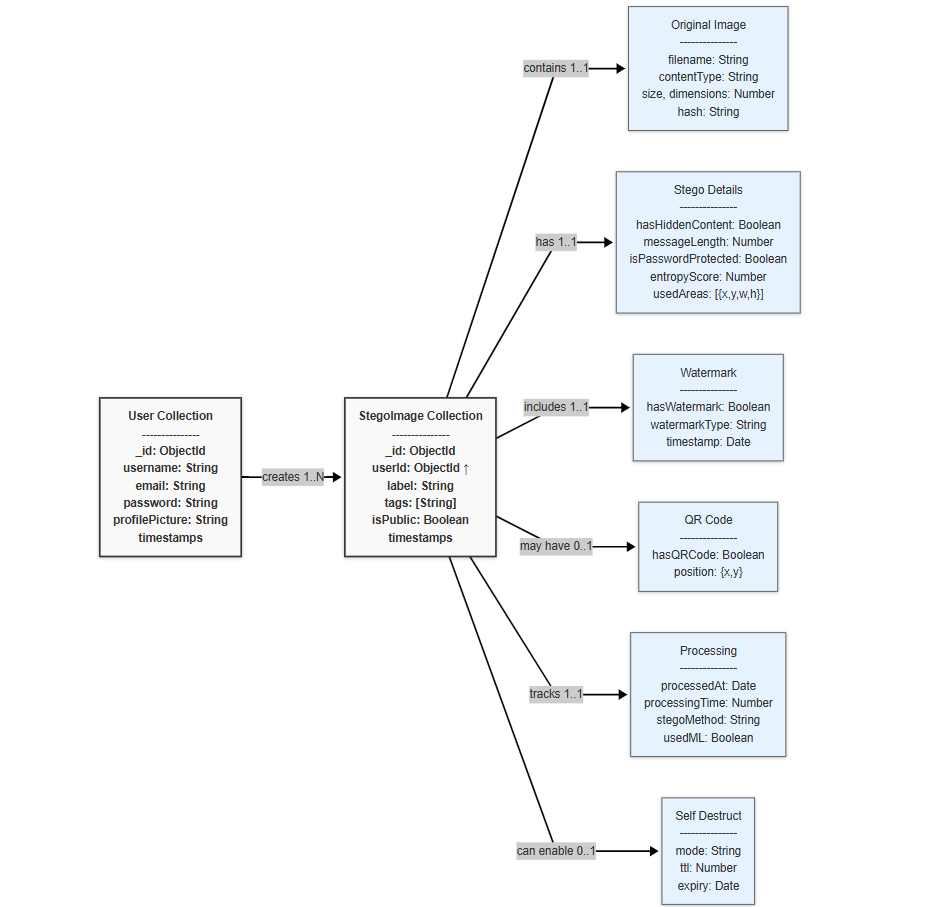 Original Image
---------------
filename: String
contentType: String
size, dimensions: Number
hash: String
contains 1..1
Stego Details
---------------
hasHiddenContent: Boolean
messageLength: Number
isPasswordProtected: Boolean
entropyScore: Number
usedAreas: [{x,y,w,h}]
has 1..1
Watermark
---------------
hasWatermark: Boolean
watermarkType: String
timestamp: Date
includes 1..1
User Collection
---------------
_id: ObjectId
username: String
email: String
password: String
profilePicture: String
timestamps
creates 1..N
StegoImage Collection
---------------
_id: ObjectId
userId: ObjectId ↑
label: String
tags: [String]
isPublic: Boolean
timestamps
QR Code
---------------
hasQRCode: Boolean
position: {x,y}
may have 0..1
Processing
---------------
processedAt: Date
processingTime: Number
stegoMethod: String
usedML: Boolean
tracks 1..1
Self Destruct
---------------
mode: String
ttl: Number
expiry: Date
can enable 0..1